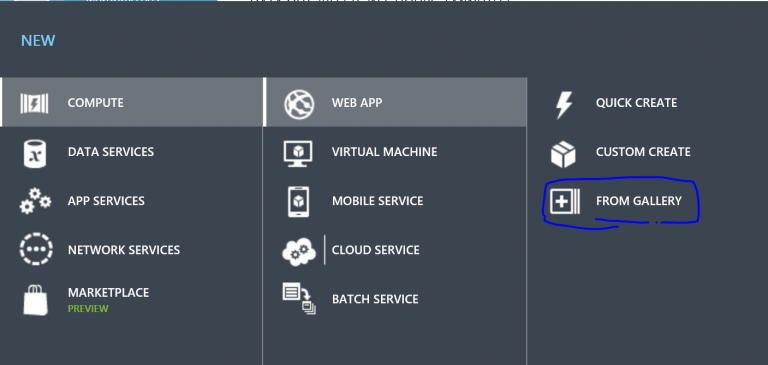 NEW
COMPUTE
DATA SERVICES
APP SERVICES
NETWORK SERVICES
MARKETPLACE
PREVIEW
WEB APP
VIRTUAL MACHINE
MOBILE SERVICE
CLOUD SERVICE
BATCH SERVICE
QUICK CREATE
CUSTOM CREATE
FROM GALLERY